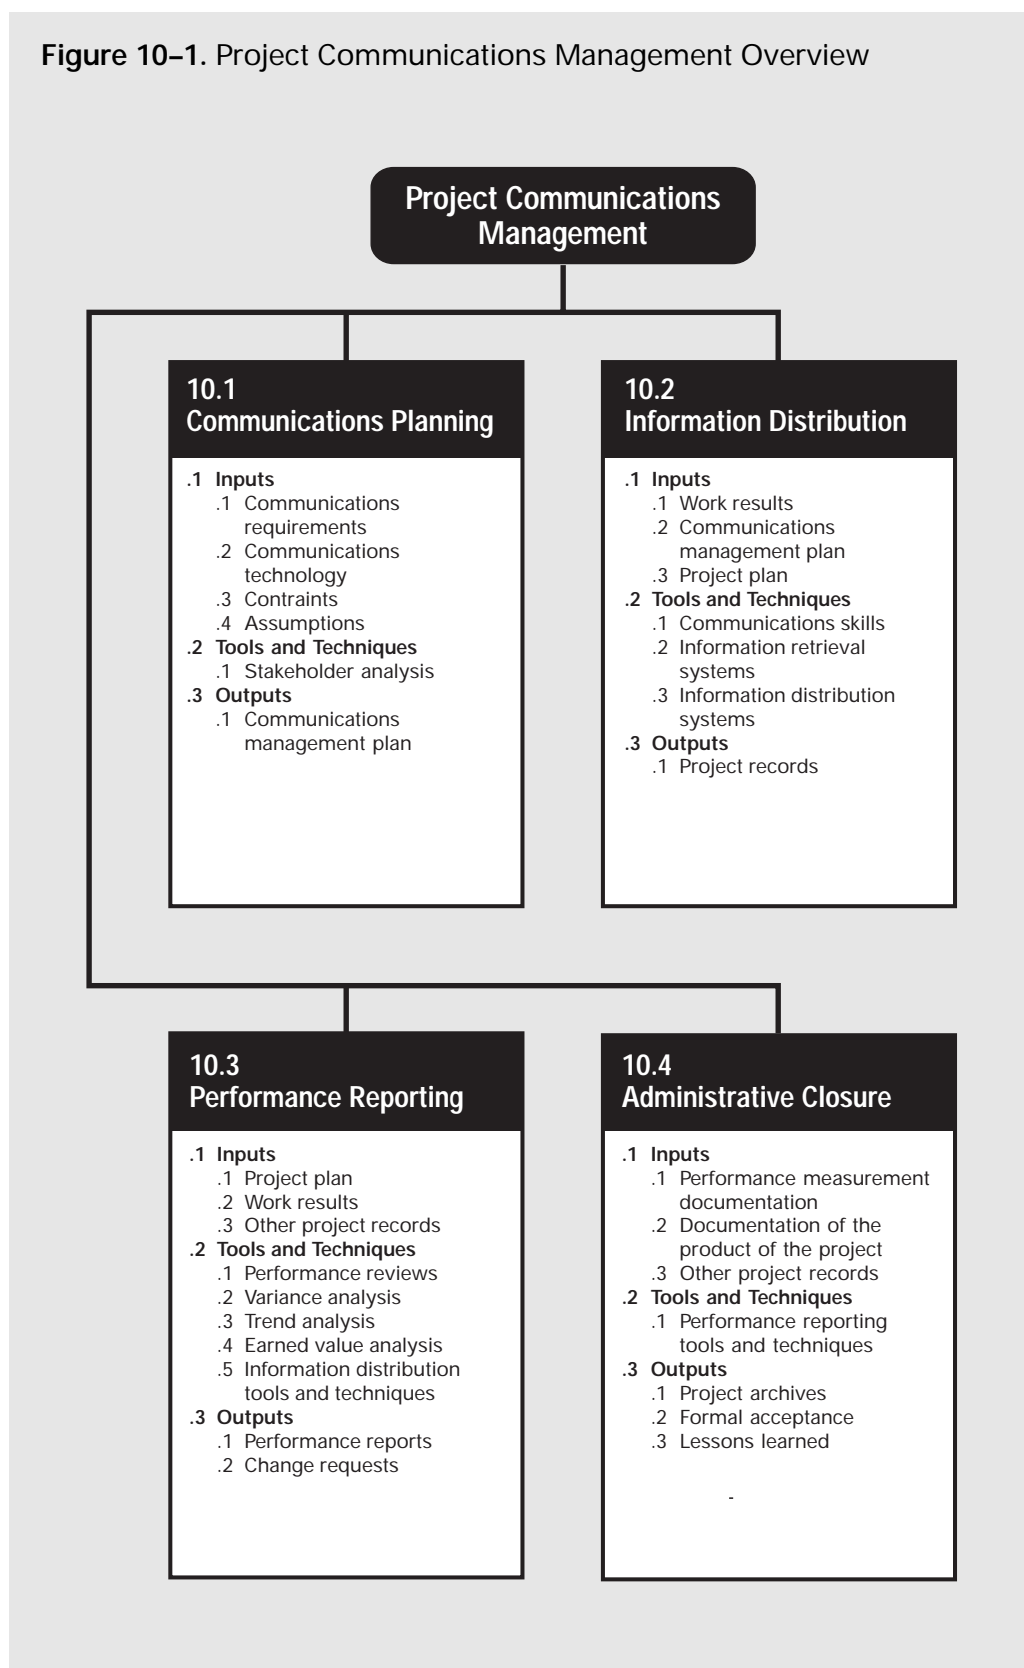 Figure 10–1. Project Communications Management Overview
Project Communications
Management
10.1
Communications Planning
.1 Inputs
.1 Communications
requirements
.2 Communications
technology
.3 Contraints
.4 Assumptions
.2 Tools and Techniques
.1 Stakeholder analysis
.3 Outputs
.1 Communications
management plan
10.2
Information Distribution
.1 Inputs
.1 Work results
.2 Communications
management plan
.3 Project plan
.2 Tools and Techniques
.1 Communications skills
.2 Information retrieval
systems
.3 Information distribution
systems
.3 Outputs
.1 Project records
10.3
Performance Reporting
.1 Inputs
.1 Project plan
.2 Work results
.3 Other project records
.2 Tools and Techniques
.1 Performance reviews
.2 Variance analysis
.3 Trend analysis
.4 Earned value analysis
.5 Information distribution
tools and techniques
.3 Outputs
.1 Performance reports
.2 Change requests
10.4
Administrative Closure
.1 Inputs
.1 Performance measurement
documentation
.2 Documentation of the
product of the project
.3 Other project records
.2 Tools and Techniques
.1 Performance reporting
tools and techniques
.3 Outputs
.1 Project archives
.2 Formal acceptance
.3 Lessons learned
-